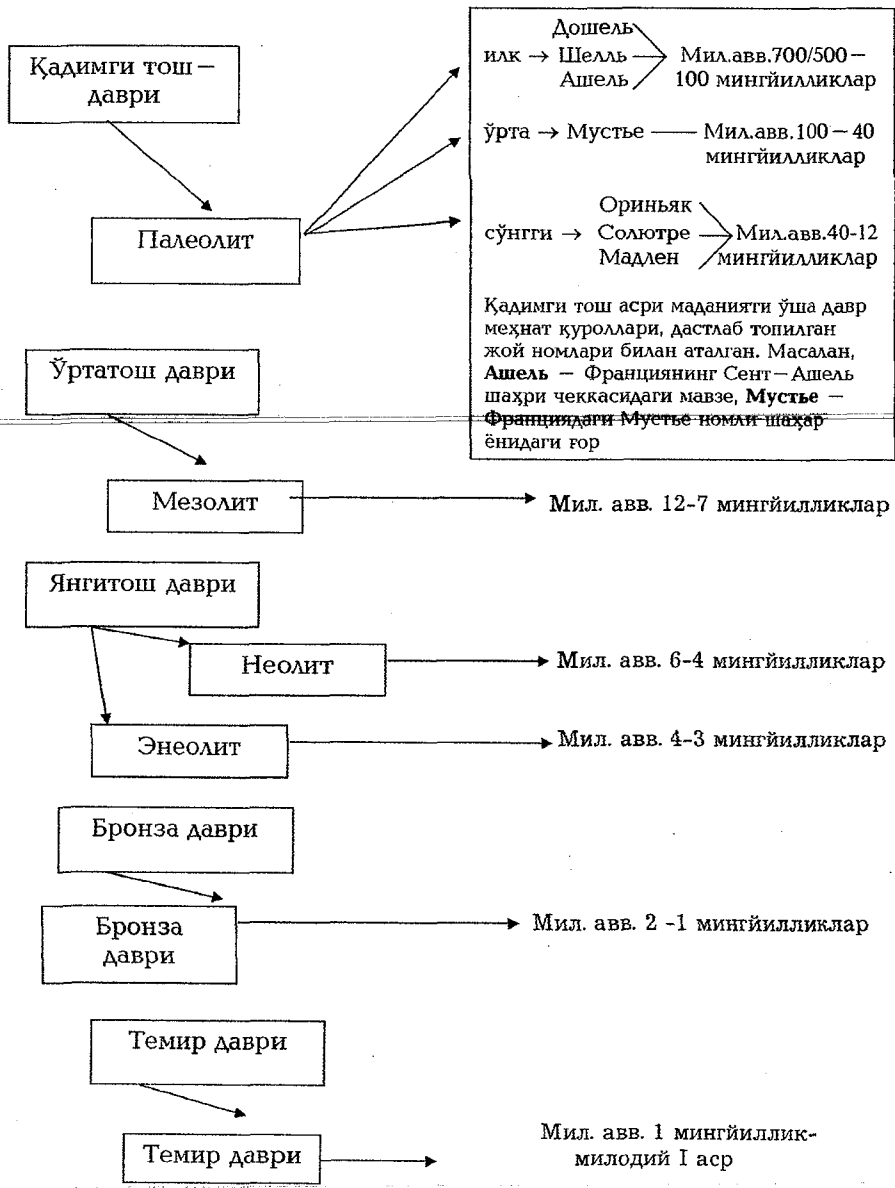 Қадимги тош –
даври
Палеолит
Дошель
илк → Шелль → Мил.авв.700/500 –
Ашель 100 мингйилликлар
ўрта → Мустье — Мил.авв.100 – 40
мингйилликлар
Ориньяк
сўнгги → Солютре → Мил.авв.40-12
Мадлен мингйилликлар
Қадимги тош асри маданияти ўша давр
меҳнат қуроллари, дастлаб топилган
жой номлари билан аталган. Масалан,
Ашель – Франциянинг Сент–Ашель
шаҳри чеккасидаги мавзе, Мустье –
Франциядаги Мустье номли шаҳар
ёнидаги ғор
Ўртатош даври
Мезолит
Мил. авв. 12-7 мингйилликлар
Янгитош даври
Неолит
Мил. авв. 6-4 мингйилликлар
Энеолит
Мил. авв. 4-3 мингйилликлар
Бронза даври
Бронза
даври
Мил. авв. 2 -1 мингйилликлар
Темир даври
Темир даври
Мил. авв. 1 мингйиллик-
милодий I аср